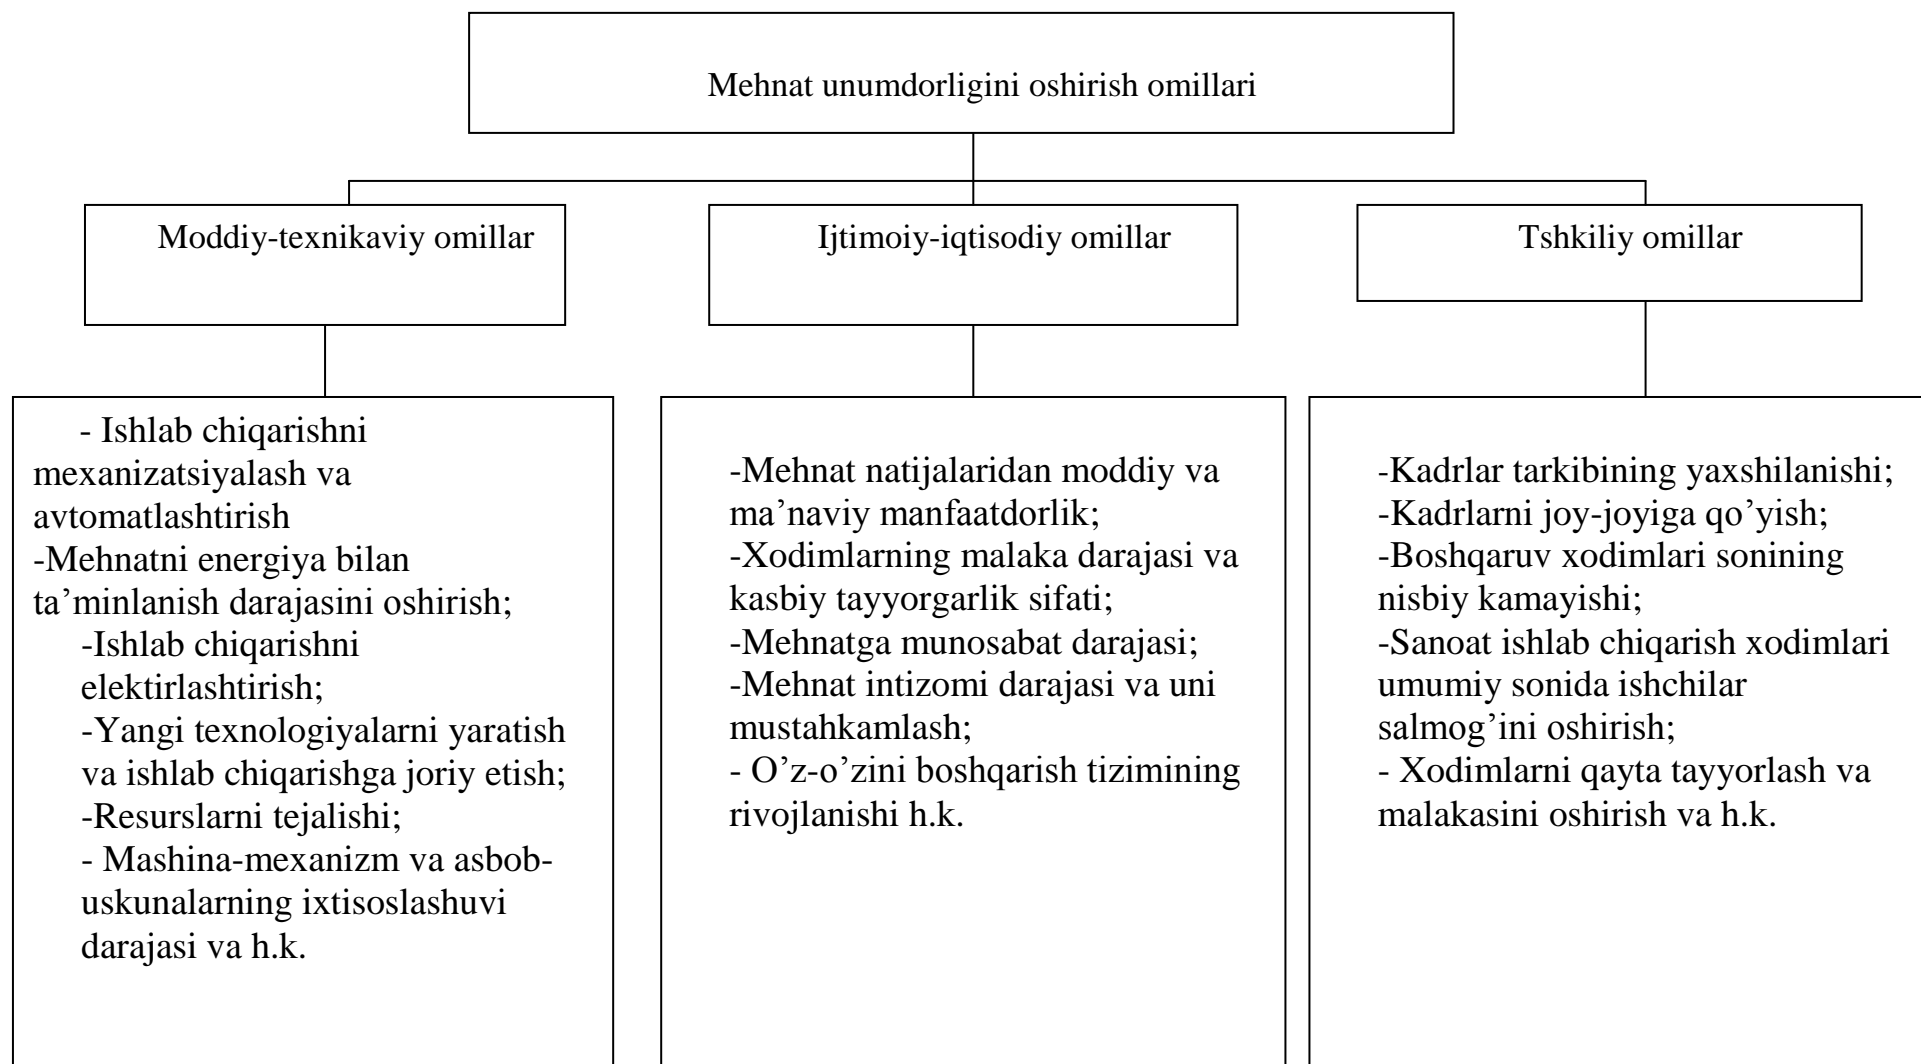 Mehnat unumdorligini oshirish omillari
Moddiy-texnikaviy omillar
Ijtimoiy-iqtisodiy omillar
Tshkiliy omillar
- Ishlab chiqarishni
mexanizatsiyalash va
avtomatlashtirish
-Mehnatni energiya bilan
ta’minlanish darajasini oshirish;
-Ishlab chiqarishni
elektirlashtirish;
-Yangi texnologiyalarni yaratish
va ishlab chiqarishga joriy etish;
-Resurslarni tejalishi;
- Mashina-mexanizm va asbob-
uskunalarning ixtisoslashuvi
darajasi va h.k.
-Mehnat natijalaridan moddiy va
ma’naviy manfaatdorlik;
-Xodimlarning malaka darajasi va
kasbiy tayyorgarlik sifati;
-Mehnatga munosabat darajasi;
-Mehnat intizomi darajasi va uni
mustahkamlash;
- O’z-o’zini boshqarish tizimining
rivojlanishi h.k.
-Kadrlar tarkibining yaxshilanishi;
-Kadrlarni joy-joyiga qo’yish;
-Boshqaruv xodimlari sonining
nisbiy kamayishi;
-Sanoat ishlab chiqarish xodimlari
umumiy sonida ishchilar
salmog’ini oshirish;
- Xodimlarni qayta tayyorlash va
malakasini oshirish va h.k.